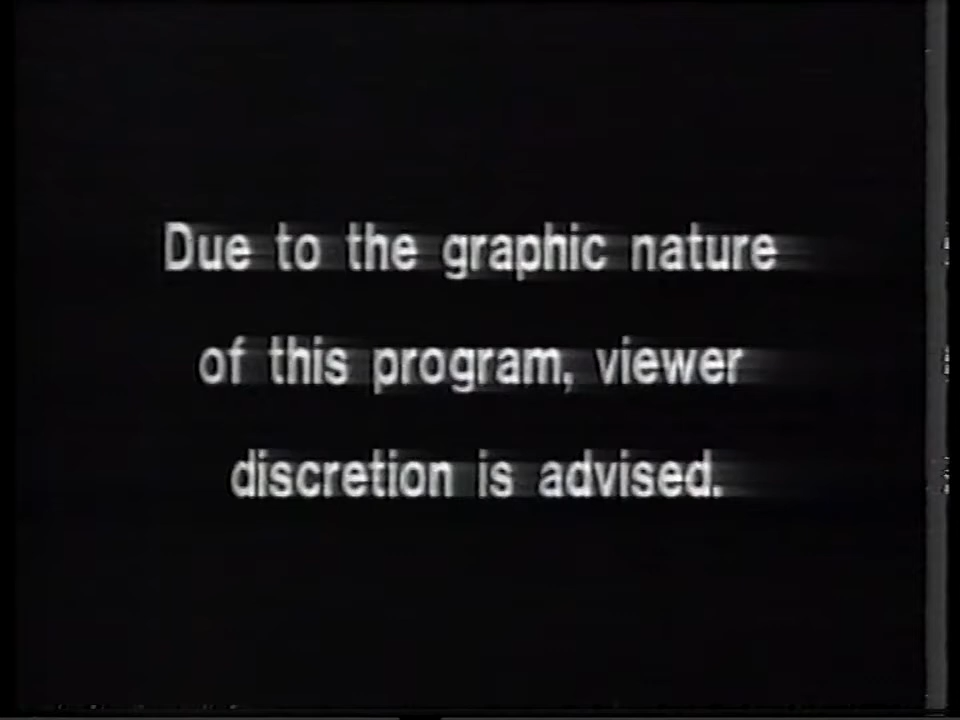 Due to the graphic nature
of this program, viewer
discretion is advised.